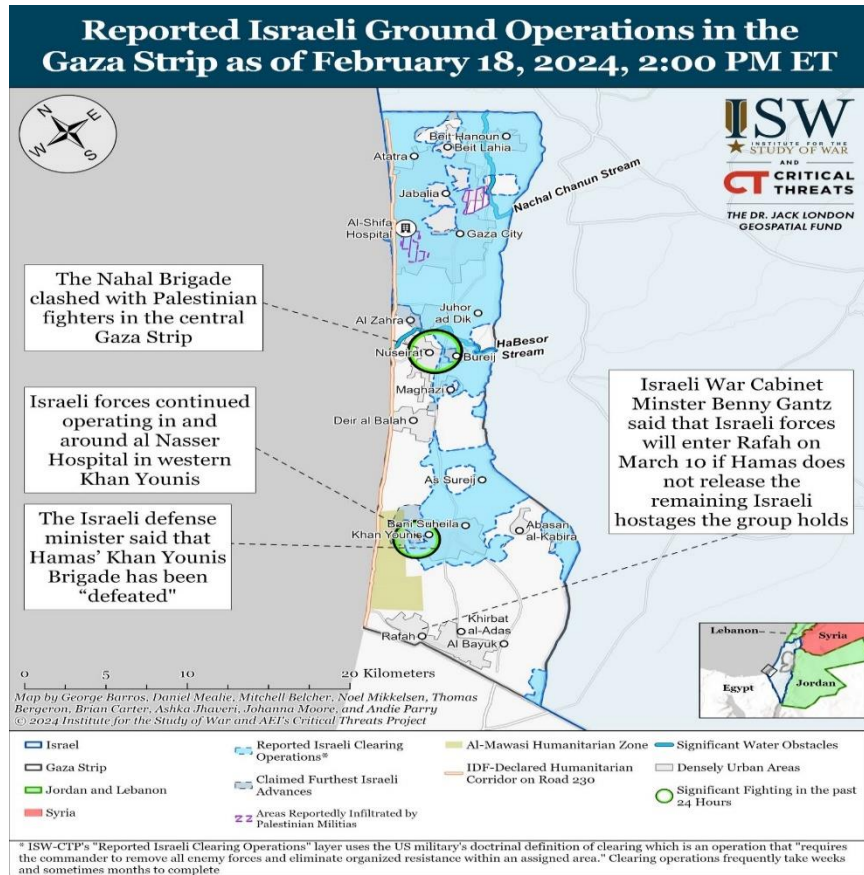 Reported Israeli Ground Operations in the
Gaza Strip as of February 18, 2024, 2:00 PM ET
N
E
W
S
ISW
INSTITUTE FOR THE
STUDY OF WAR
AND
CT CRITICAL
THREATS
THE DR. JACK LONDON
GEOSPATIAL FUND
Beit Hanoun
Beit Lahia
Atatra
Nachal Chanun Stream
Jabalia
Al-Shifa
Hospital
Gaza City
The Nahal Brigade
clashed with Palestinian
fighters in the central
Gaza Strip
Juhor
ad Dik
Al Zahra
HaBesor
Stream
Nuseirat
Bureij
Maghazi
Deir al Balah
Israeli forces continued
operating in and
around al Nasser
Hospital in western
Khan Younis
Israeli War Cabinet
Minster Benny Gantz
said that Israeli forces
will enter Rafah on
March 10 if Hamas does
not release the
remaining Israeli
hostages the group holds
As Sureij
The Israeli defense
minister said that
Hamas' Khan Younis
Brigade has been
“defeated"
Bani Suheila
Khan Younis
Abasan
al-Kabira
Khirbat
al-Adas
Rafah
Al Bayuk
0 5 10 20 Kilometers
Lebanon
Syria
Egypt
Jordan
Map by George Barros, Daniel Mealie, Mitchell Belcher, Noel Mikkelsen, Thomas
Bergeron, Brian Carter, Ashka Jhaveri, Johanna Moore, and Andie Parry
© 2024 Institute for the Study of War and AEI's Critical Threats Project
Israel
Gaza Strip
Jordan and Lebanon
Syria
Reported Israeli Clearing
Operations*
Claimed Furthest Israeli
Advances
Areas Reportedly Infiltrated by
Palestinian Militias
Al-Mawasi Humanitarian Zone
IDF-Declared Humanitarian
Corridor on Road 230
Significant Water Obstacles
Densely Urban Areas
Significant Fighting in the past
24 Hours
* ISW-CTP's "Reported Israeli Clearing Operations" layer uses the US military's doctrinal definition of clearing which is an operation that "requires
the commander to remove all enemy forces and eliminate organized resistance within an assigned area." Clearing operations frequently take weeks
and sometimes months to complete